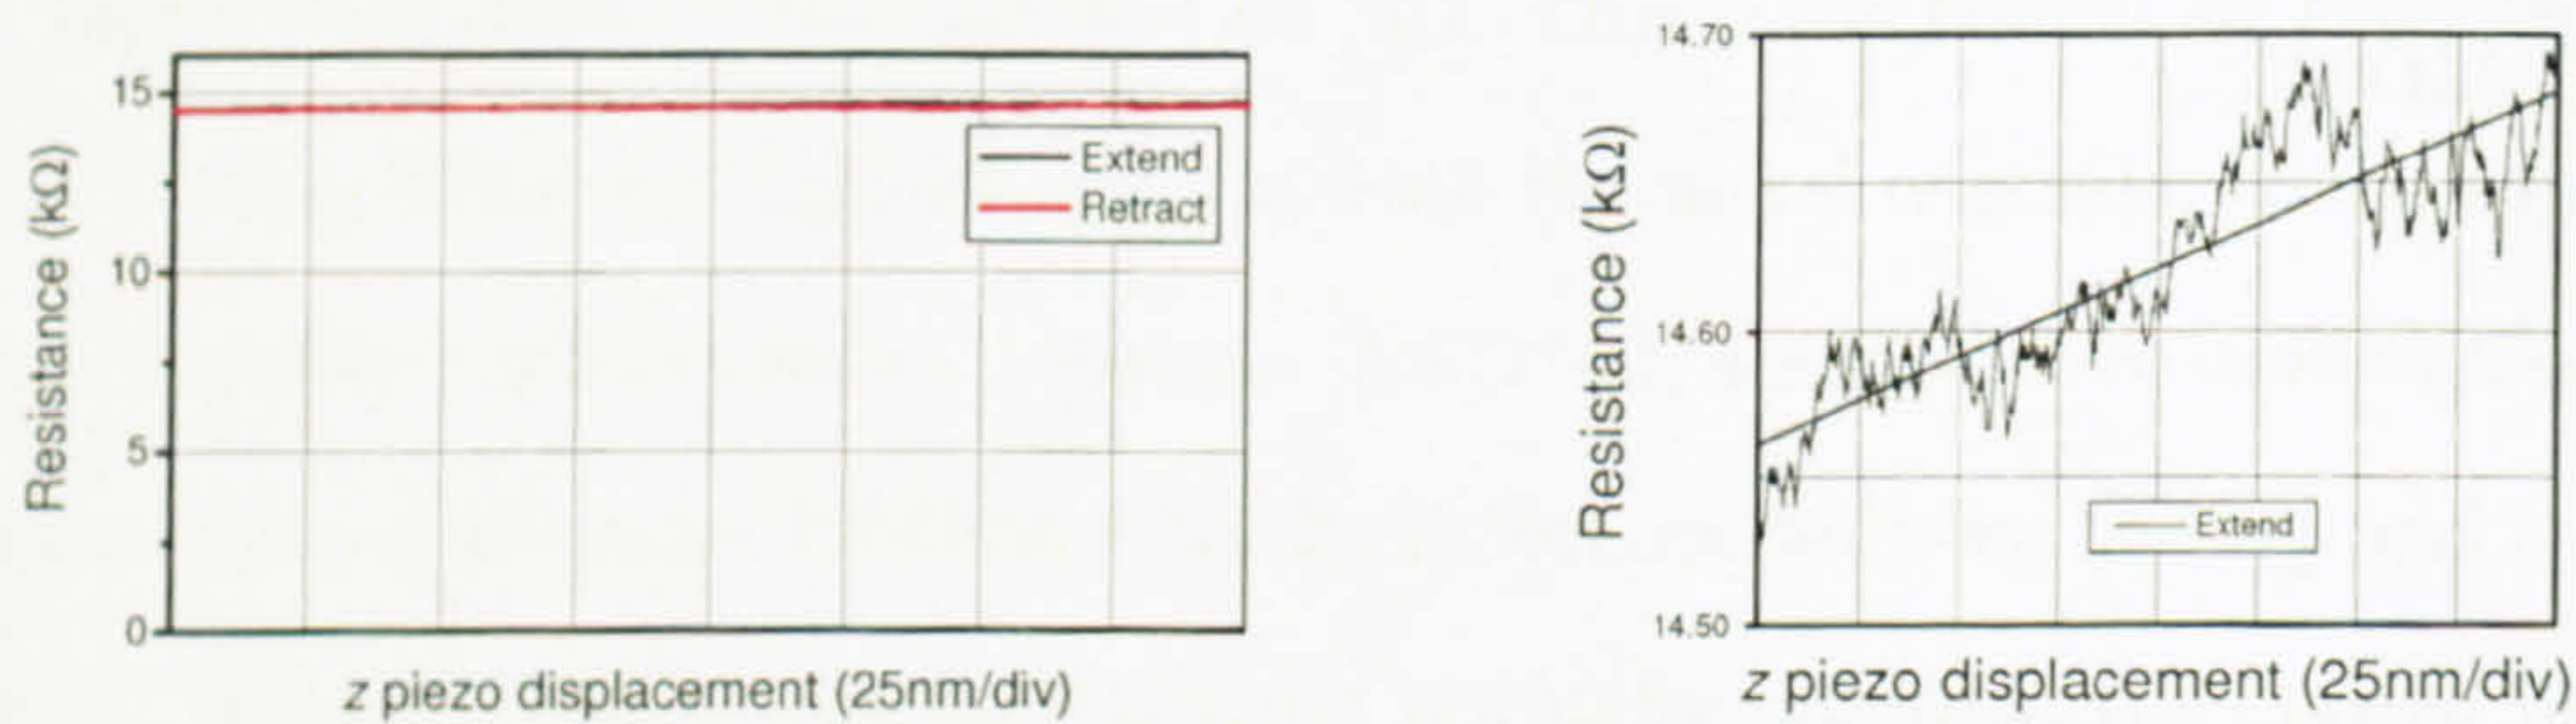 Resistance (kΩ)
15
10
5
0
Extend
Retract
z piezo displacement (25nm/div)
Resistance (kΩ)
14.70
14.60
14.50
Extend
z piezo displacement (25nm/div)